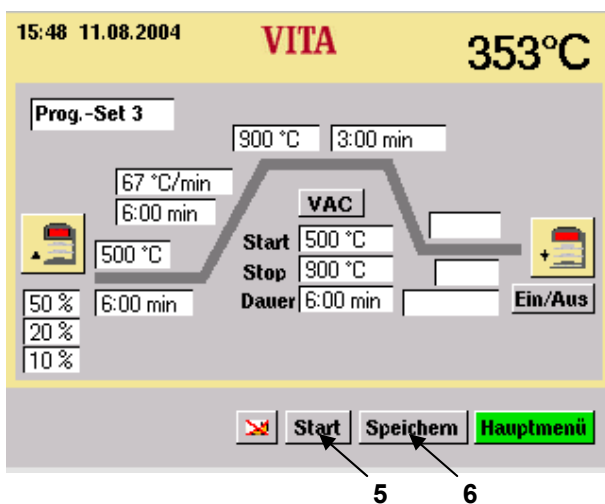 15:48 11.08.2004
VITA
353°C
Prog.-Set 3
900 °C 3:00 min
67 °C/min
6:00 min
VAC
500 °C
Start 500 °C
Stop 900 °C
50 % 6:00 min
Dauer 6:00 min
Ein/Aus
20 %
10 %
Start Speichern Hauptmenü
5 6